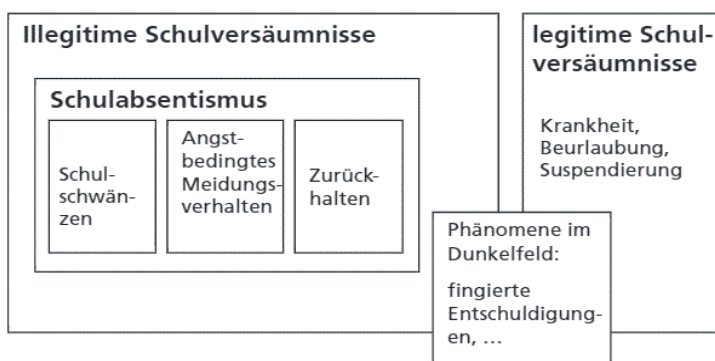 Illegitime Schulversäumnisse
Schulabsentismus
Schul-
schwän-
zen
Angst-
bedingtes
Meidungs-
verhalten
Zurück-
halten
legitime Schul-
versäumnisse
Krankheit,
Beurlaubung,
Suspendierung
Phänomene im
Dunkelfeld:
fingierte
Entschuldigung-
en, ...